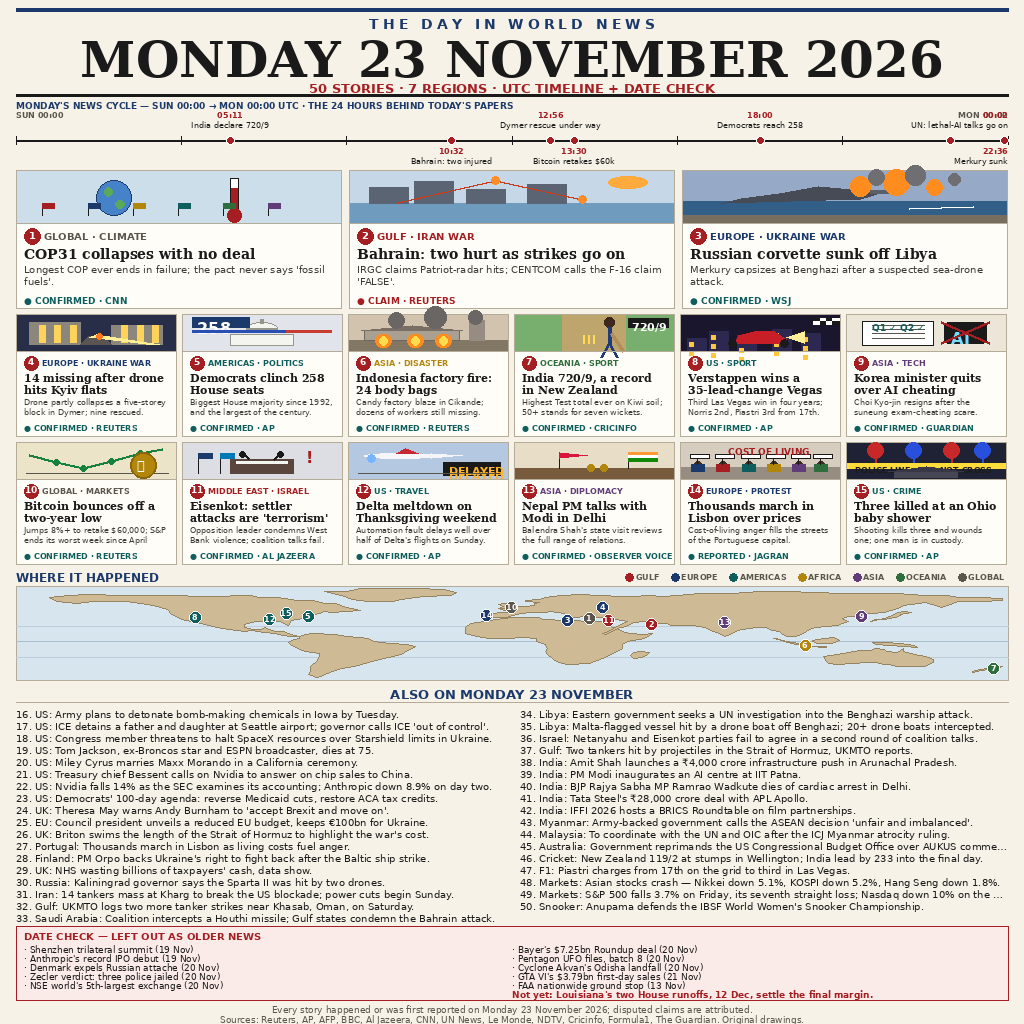 THE DAY IN WORLD NEWS
MONDAY 23 NOVEMBER 2026
50 STORIES · 7 REGIONS · UTC TIMELINE + DATE CHECK
MONDAY'S NEWS CYCLE — SUN 00:00 → MON 00:00 UTC · THE 24 HOURS BEHIND TODAY'S PAPERS
SUN 00:00
05:11
India declare 720/9
10:32
Bahrain: two injured
12:56
Dymer rescue under way
13:30
Bitcoin retakes $60k
18:00
Democrats reach 258
MON 00:00
UN: lethal-AI talks go on
22:36
Merkury sunk
1 GLOBAL · CLIMATE
COP31 collapses with no deal
Longest COP ever ends in failure; the pact never says 'fossil
fuels'.
● CONFIRMED · CNN
2 GULF · IRAN WAR
Bahrain: two hurt as strikes go on
IRGC claims Patriot-radar hits; CENTCOM calls the F-16 claim
'FALSE'.
● CLAIM · REUTERS
3 EUROPE · UKRAINE WAR
Russian corvette sunk off Libya
Merkury capsizes at Benghazi after a suspected sea-drone
attack.
● CONFIRMED · WSJ
4 EUROPE · UKRAINE WAR
14 missing after drone
hits Kyiv flats
Drone partly collapses a five-storey
block in Dymer; nine rescued.
● CONFIRMED · REUTERS
258
5 AMERICAS · POLITICS
Democrats clinch 258
House seats
Biggest House majority since 1992,
and the largest of the century.
● CONFIRMED · AP
6 ASIA · DISASTER
Indonesia factory fire:
24 body bags
Candy factory blaze in Cikande;
dozens of workers still missing.
● CONFIRMED · REUTERS
720/9
7 OCEANIA · SPORT
India 720/9, a record
in New Zealand
Highest Test total ever on Kiwi soil;
50+ stands for seven wickets.
● CONFIRMED · CRICINFO
8 US · SPORT
Verstappen wins a
35-lead-change Vegas
Third Las Vegas win in four years;
Norris 2nd, Piastri 3rd from 17th.
● CONFIRMED · AP
Q1 ✓ Q2 ✓
AI
9 ASIA · TECH
Korea minister quits
over AI cheating
Choi Kyo-jin resigns after the
suneung exam-cheating scare.
● CONFIRMED · GUARDIAN
10 GLOBAL · MARKETS
Bitcoin bounces off a
two-year low
Jumps 8%+ to retake $60,000; S&P
ends its worst week since April
● CONFIRMED · REUTERS
!
11 MIDDLE EAST · ISRAEL
Eisenkot: settler
attacks are 'terrorism'
Opposition leader condemns West
Bank violence; coalition talks fail.
● CONFIRMED · AL JAZEERA
DELAYED
12 US · TRAVEL
Delta meltdown on
Thanksgiving weekend
Automation fault delays well over
half of Delta's flights on Sunday.
● CONFIRMED · AP
13 ASIA · DIPLOMACY
Nepal PM talks with
Modi in Delhi
Balendra Shah's state visit reviews
the full range of relations.
● CONFIRMED · OBSERVER VOICE
COST OF LIVING
14 EUROPE · PROTEST
Thousands march in
Lisbon over prices
Cost-of-living anger fills the streets
of the Portuguese capital.
● REPORTED · JAGRAN
POLICE LINE NOT CROSS
15 US · CRIME
Three killed at an Ohio
baby shower
Shooting kills three and wounds
one; one man is in custody.
● CONFIRMED · AP
WHERE IT HAPPENED
GULF EUROPE AMERICAS AFRICA ASIA OCEANIA GLOBAL
8 12 15 5 14 10 3 1 4 11 2 13 6 9 7
ALSO ON MONDAY 23 NOVEMBER
16. US: Army plans to detonate bomb-making chemicals in Iowa by Tuesday.
17. US: ICE detains a father and daughter at Seattle airport; governor calls ICE 'out of control'.
18. US: Congress member threatens to halt SpaceX resources over Starshield limits in Ukraine.
19. US: Tom Jackson, ex-Broncos star and ESPN broadcaster, dies at 75.
20. US: Miley Cyrus marries Maxx Morando in a California ceremony.
21. US: Treasury chief Bessent calls on Nvidia to answer on chip sales to China.
22. US: Nvidia falls 14% as the SEC examines its accounting; Anthropic down 8.9% on day two.
23. US: Democrats' 100-day agenda: reverse Medicaid cuts, restore ACA tax credits.
24. UK: Theresa May warns Andy Burnham to 'accept Brexit and move on'.
25. EU: Council president unveils a reduced EU budget, keeps €100bn for Ukraine.
26. UK: Briton swims the length of the Strait of Hormuz to highlight the war's cost.
27. Portugal: Thousands march in Lisbon as living costs fuel anger.
28. Finland: PM Orpo backs Ukraine's right to fight back after the Baltic ship strike.
29. UK: NHS wasting billions of taxpayers' cash, data show.
30. Russia: Kaliningrad governor says the Sparta II was hit by two drones.
31. Iran: 14 tankers mass at Kharg to break the US blockade; power cuts begin Sunday.
32. Gulf: UKMTO logs two more tanker strikes near Khasab, Oman, on Saturday.
33. Saudi Arabia: Coalition intercepts a Houthi missile; Gulf states condemn the Bahrain attack.
34. Libya: Eastern government seeks a UN investigation into the Benghazi warship attack.
35. Libya: Malta-flagged vessel hit by a drone boat off Benghazi; 20+ drone boats intercepted.
36. Israel: Netanyahu and Eisenkot parties fail to agree in a second round of coalition talks.
37. Gulf: Two tankers hit by projectiles in the Strait of Hormuz, UKMTO reports.
38. India: Amit Shah launches a ₹4,000 crore infrastructure push in Arunachal Pradesh.
39. India: PM Modi inaugurates an AI centre at IIT Patna.
40. India: BJP Rajya Sabha MP Ramrao Wadkute dies of cardiac arrest in Delhi.
41. India: Tata Steel's ₹28,000 crore deal with APL Apollo.
42. India: IFFI 2026 hosts a BRICS Roundtable on film partnerships.
43. Myanmar: Army-backed government calls the ASEAN decision 'unfair and imbalanced'.
44. Malaysia: To coordinate with the UN and OIC after the ICJ Myanmar atrocity ruling.
45. Australia: Government reprimands the US Congressional Budget Office over AUKUS comme...
46. Cricket: New Zealand 119/2 at stumps in Wellington; India lead by 233 into the final day.
47. F1: Piastri charges from 17th on the grid to third in Las Vegas.
48. Markets: Asian stocks crash — Nikkei down 5.1%, KOSPI down 5.2%, Hang Seng down 1.8%.
49. Markets: S&P 500 falls 3.7% on Friday, its seventh straight loss; Nasdaq down 10% on the ...
50. Snooker: Anupama defends the IBSF World Women's Snooker Championship.
DATE CHECK — LEFT OUT AS OLDER NEWS
· Shenzhen trilateral summit (19 Nov)
· Anthropic's record IPO debut (19 Nov)
· Denmark expels Russian attache (20 Nov)
· Zecler verdict: three police jailed (20 Nov)
· NSE world's 5th-largest exchange (20 Nov)
· Bayer's $7.25bn Roundup deal (20 Nov)
· Pentagon UFO files, batch 8 (20 Nov)
· Cyclone Akvan's Odisha landfall (20 Nov)
· GTA VI's $3.79bn first-day sales (21 Nov)
· FAA nationwide ground stop (13 Nov)
Not yet: Louisiana's two House runoffs, 12 Dec, settle the final margin.
Every story happened or was first reported on Monday 23 November 2026; disputed claims are attributed.
Sources: Reuters, AP, AFP, BBC, Al Jazeera, CNN, UN News, Le Monde, NDTV, Cricinfo, Formula1, The Guardian. Original drawings.